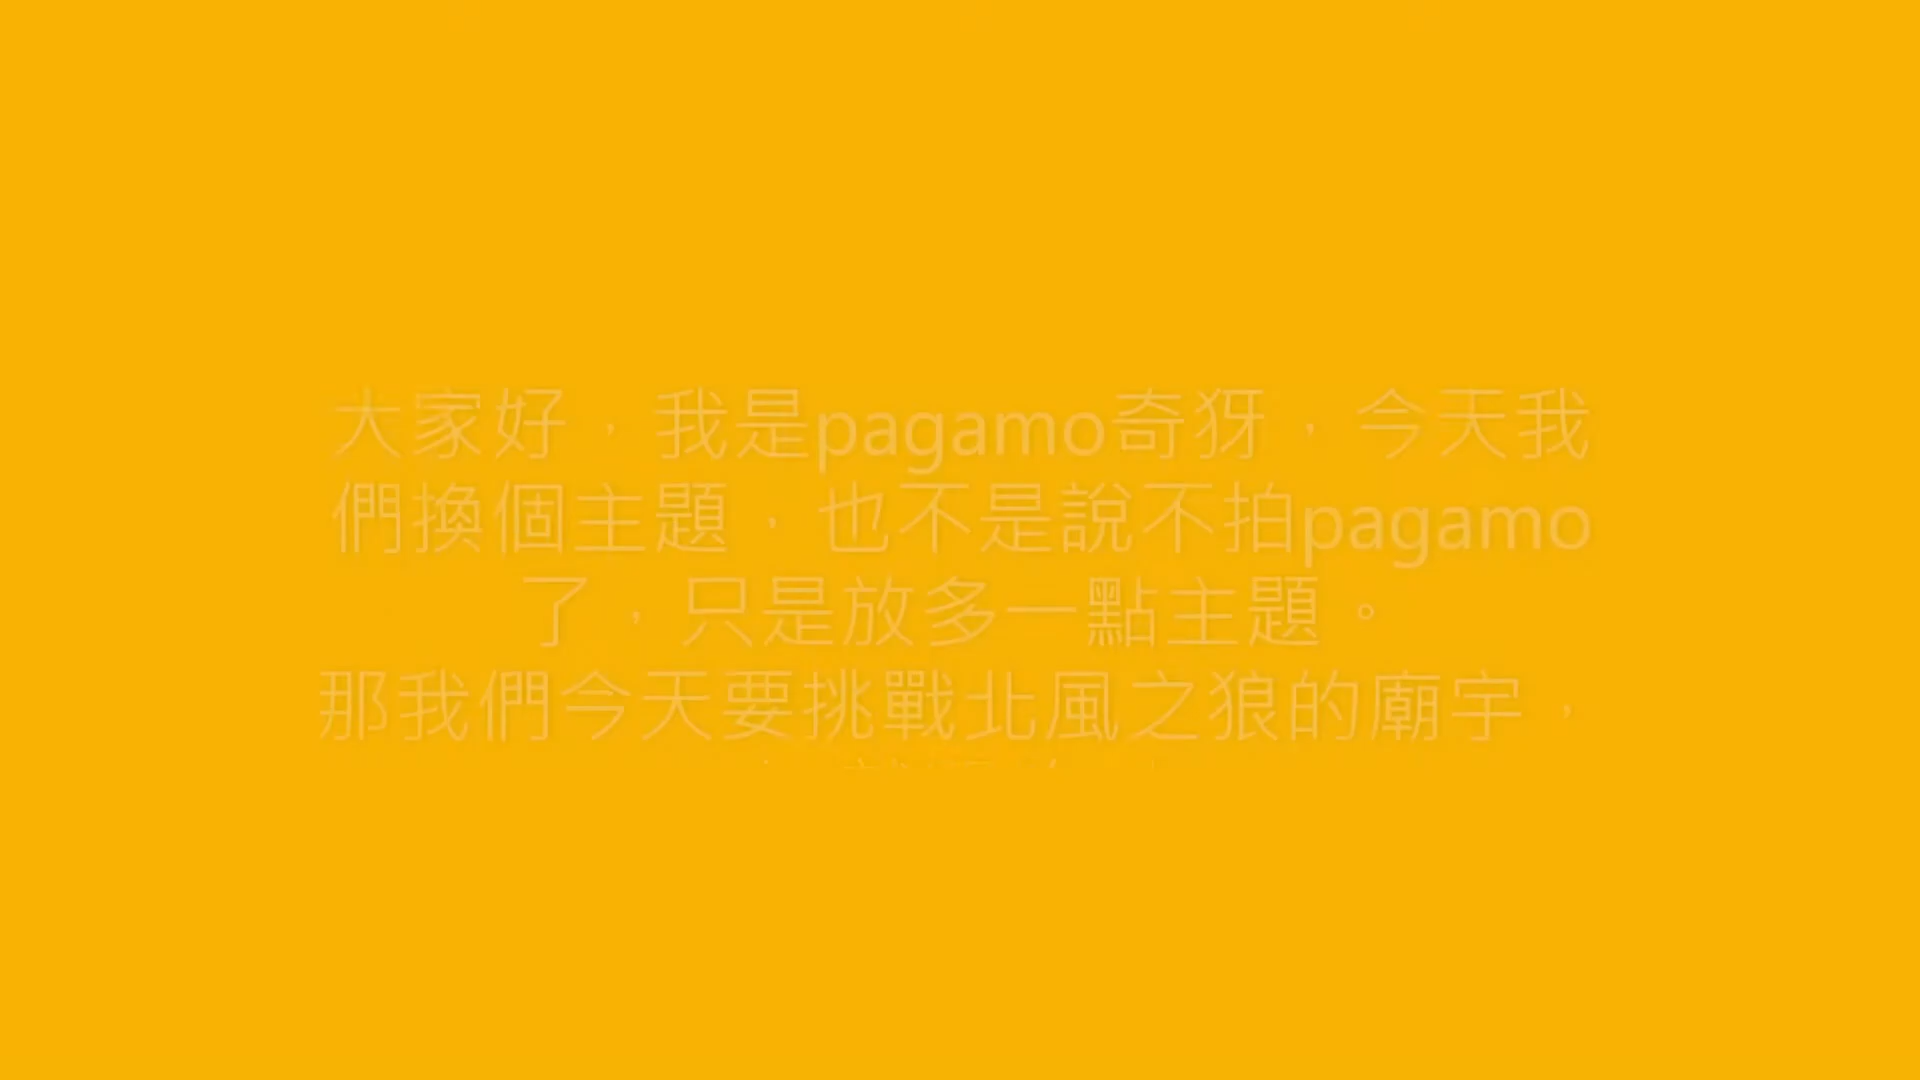 大家好，我是pagamo奇犽，今天我
們換個主題，也不是說不拍pagamo
了，只是放多一點主題。
那我們今天要挑戰北風之狼的廟宇，